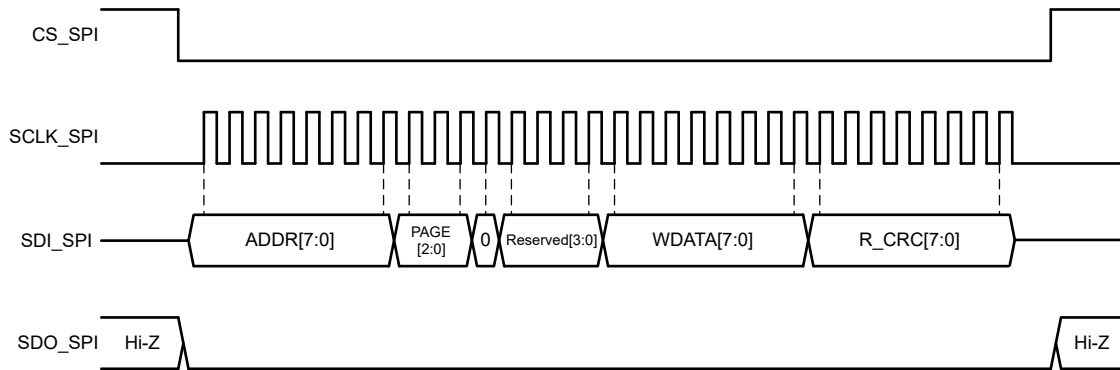 CS_SPI
SCLK_SPI
SDI_SPI
ADDR[7:0]
PAGE
[2:0]
0
Reserved[3:0]
WDATA[7:0]
R_CRC[7:0]
SDO_SPI
Hi-Z
Hi-Z